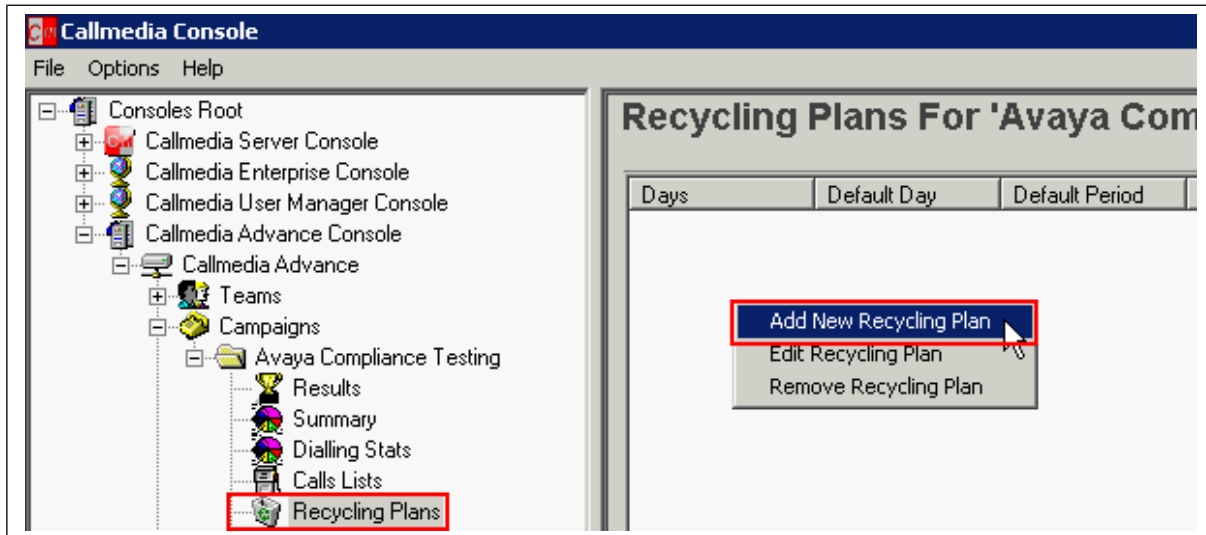 Callmedia Console
File Options Help
Consoles Root
Callmedia Server Console
Callmedia Enterprise Console
Callmedia User Manager Console
Callmedia Advance Console
Callmedia Advance
Teams
Campaigns
Avaya Compliance Testing
Results
Summary
Dialling Stats
Calls Lists
Recycling Plans
Recycling Plans For 'Avaya Com
Days Default Day Default Period
Add New Recycling Plan
Edit Recycling Plan
Remove Recycling Plan